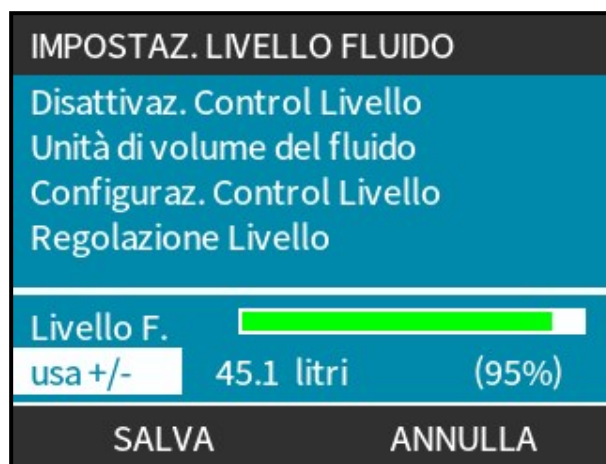 IMPOSTAZ. LIVELLO FLUIDO
Disattivaz. Control Livello
Unità di volume del fluido
Configuraz. Control Livello
Regolazione Livello
Livello F.
usa +/- 45.1 litri (95%)
SALVA ANNULLA